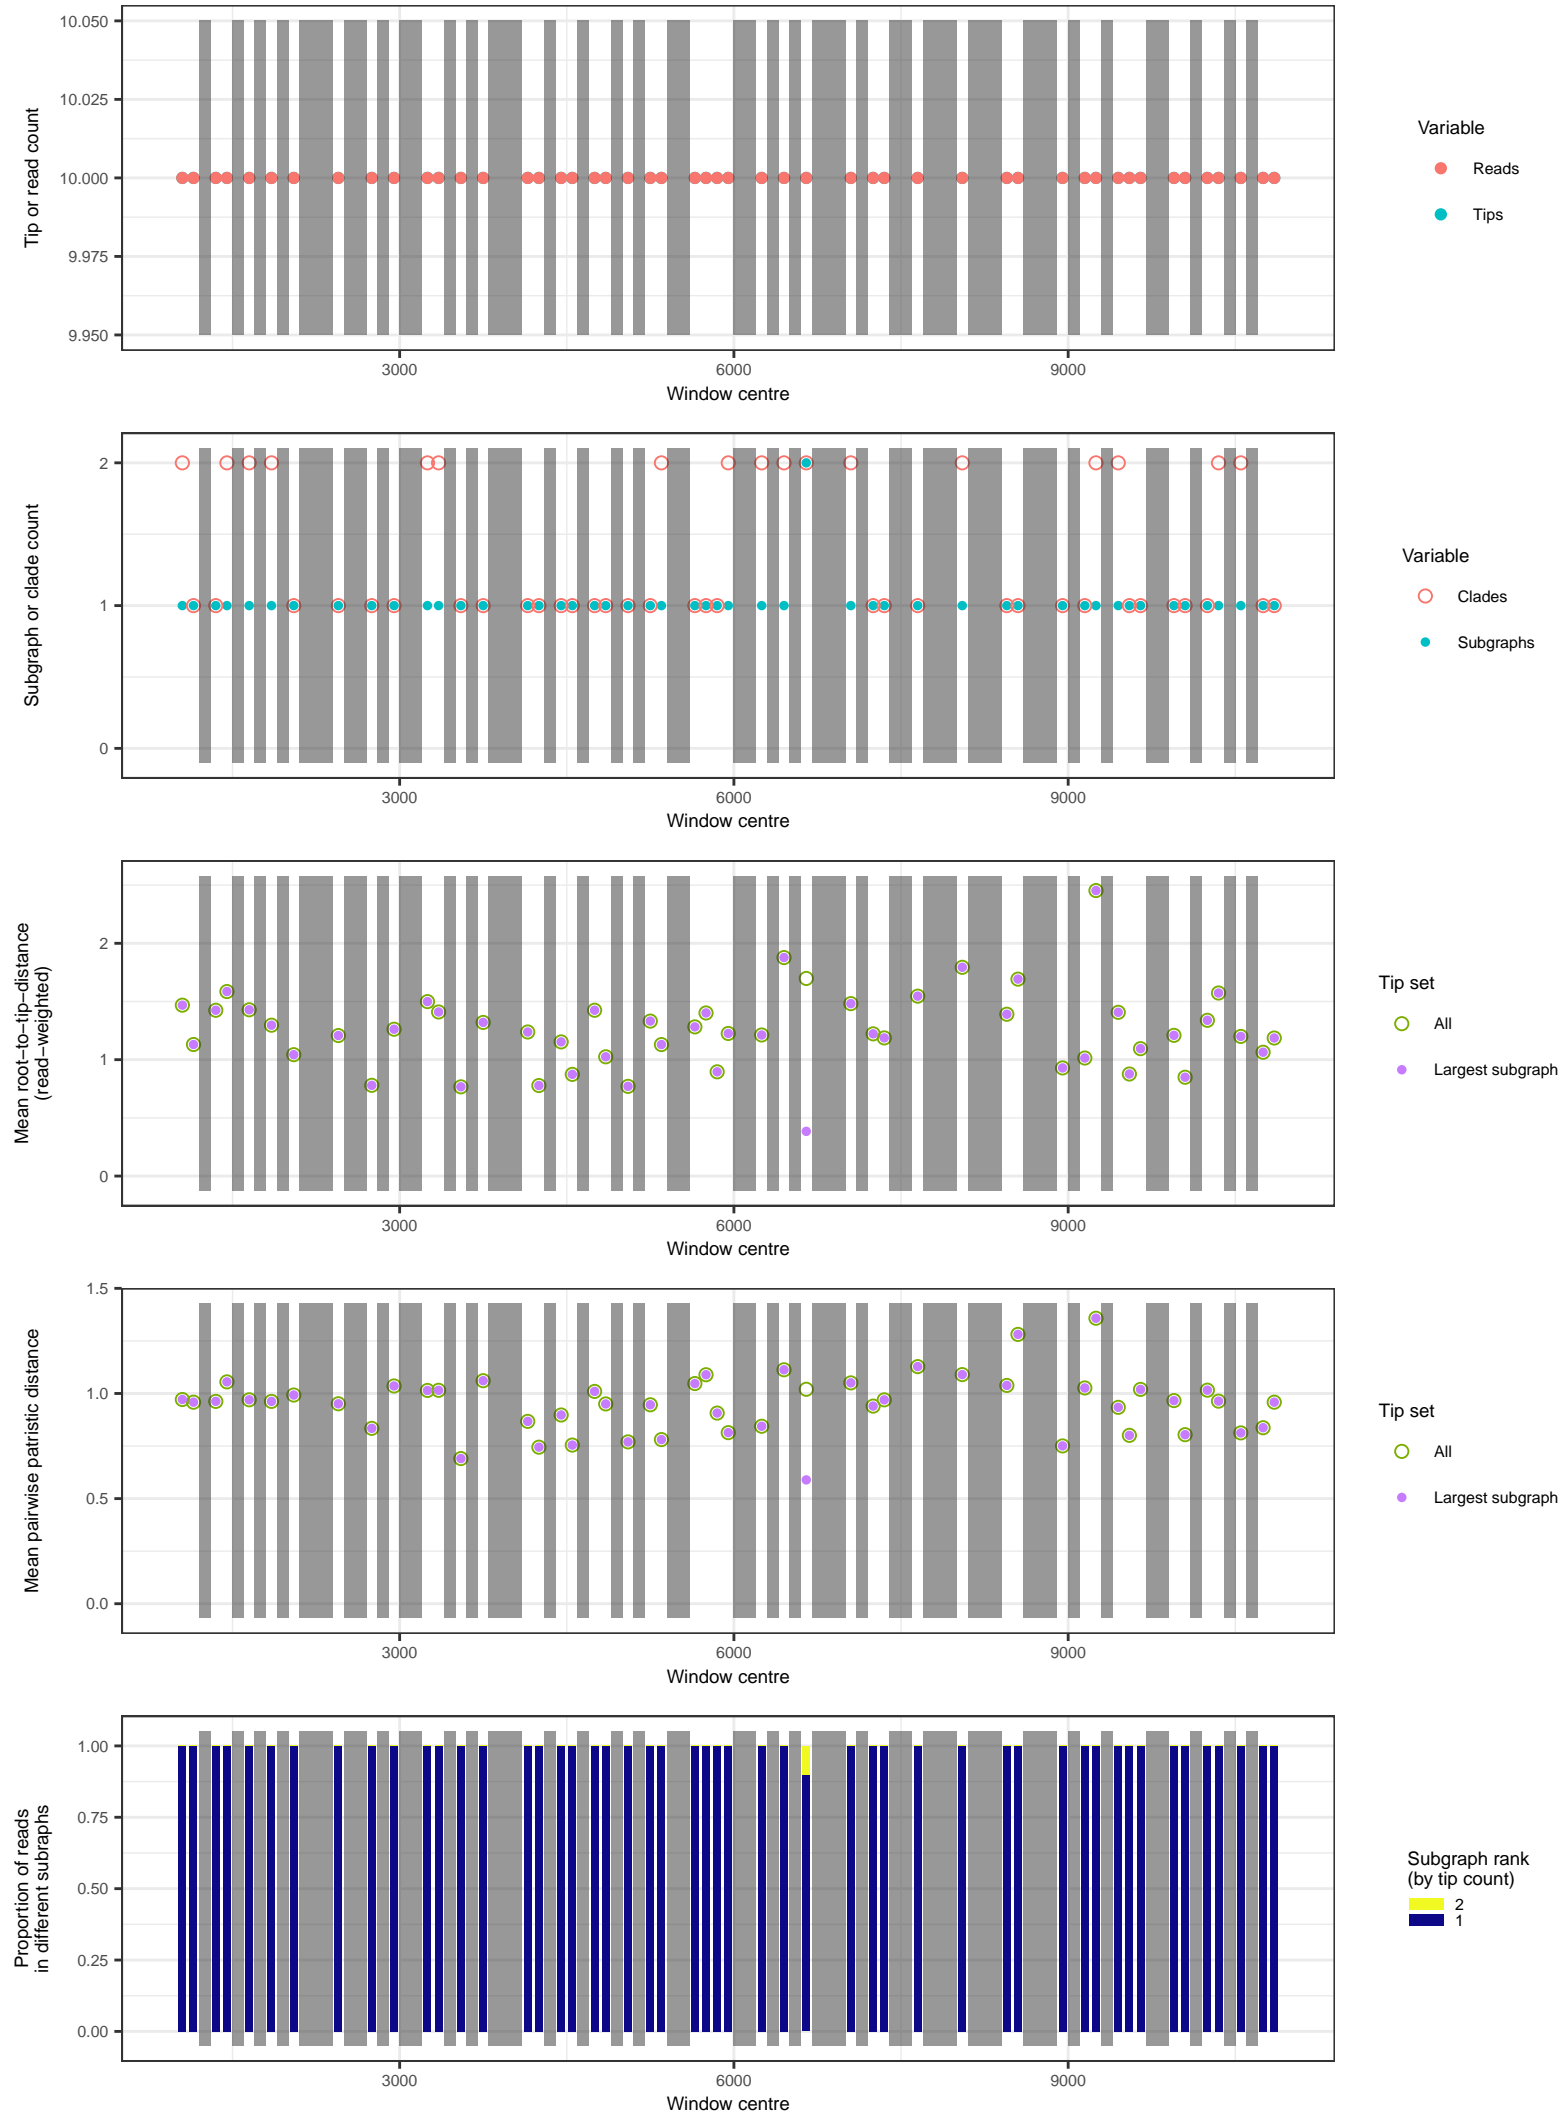 10.050
10.025
10.000
9.975
9.950
Tip or read count
3000 6000 9000
Window centre
Variable
Reads
Tips
2
1
0
Subgraph or clade count
3000 6000 9000
Window centre
Variable
Clades
Subgraphs
2
1
0
Mean root−to−tip−distance
(read−weighted)
3000 6000 9000
Window centre
Tip set
All
Largest subgraph
1.5
1.0
0.5
0.0
Mean pairwise patristic distance
3000 6000 9000
Window centre
Tip set
All
Largest subgraph
1.00
0.75
0.50
0.25
0.00
Proportion of reads
in different subraphs
3000 6000 9000
Window centre
Subgraph rank
(by tip count)
2
1